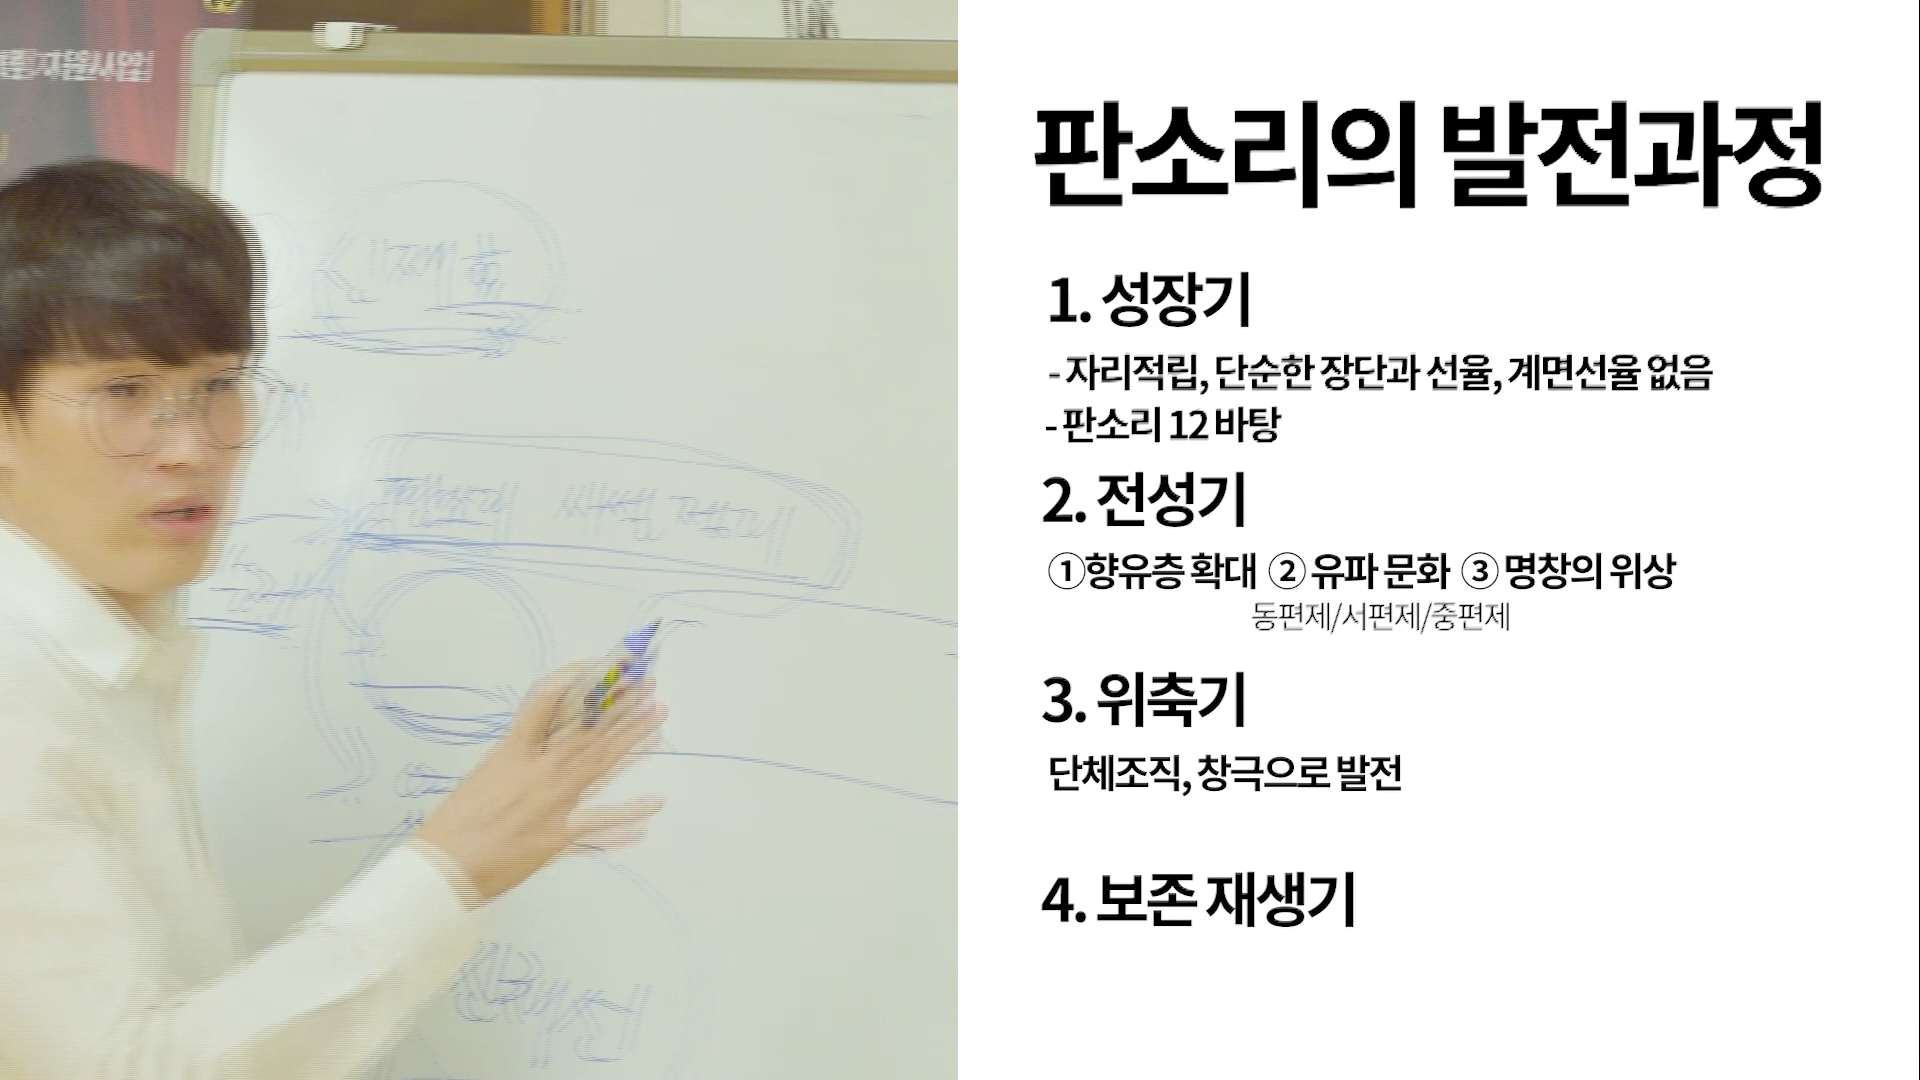 판소리의 발전과정
1. 성장기
- 자리적립, 단순한 장단과 선율, 계면선율 없음
- 판소리 12 바탕
2. 전성기
①향유층 확대 ② 유파 문화 ③ 명창의 위상
동편제/서편제/중편제
3. 위축기
단체조직, 창극으로 발전
4. 보존 재생기